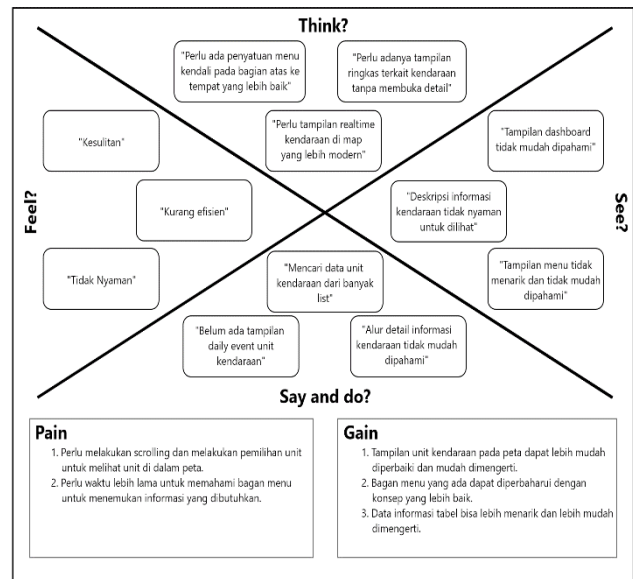 Think?
"Perlu ada penyatuan menu
kendali pada bagian atas ke
tempat yang lebih baik"
"Perlu adanya tampilan
ringkas terkait kendaraan
tanpa membuka detail"
"Perlu tampilan realtime
kendaraan di map
yang lebih modern"
Feel?
"Kesulitan"
"Kurang efisien"
"Tidak Nyaman"
See?
"Tampilan dashboard
tidak mudah dipahami"
"Deskripsi informasi
kendaraan tidak nyaman
untuk dilihat"
"Tampilan menu tidak
menarik dan tidak mudah
dipahami"
"Mencari data unit
kendaraan dari banyak
list"
"Belum ada tampilan
daily event unit
kendaraan"
"Alur detail informasi
kendaraan tidak mudah
dipahami"
Say and do?
Pain
1. Perlu melakukan scrolling dan melakukan pemilihan unit
untuk melihat unit di dalam peta.
2. Perlu waktu lebih lama untuk memahami bagan menu
untuk menemukan informasi yang dibutuhkan.
Gain
1. Tampilan unit kendaraan pada peta dapat lebih mudah
diperbaiki dan mudah dimengerti.
2. Bagan menu yang ada dapat diperbaharui dengan
konsep yang lebih baik.
3. Data informasi tabel bisa lebih menarik dan lebih mudah
dimengerti.